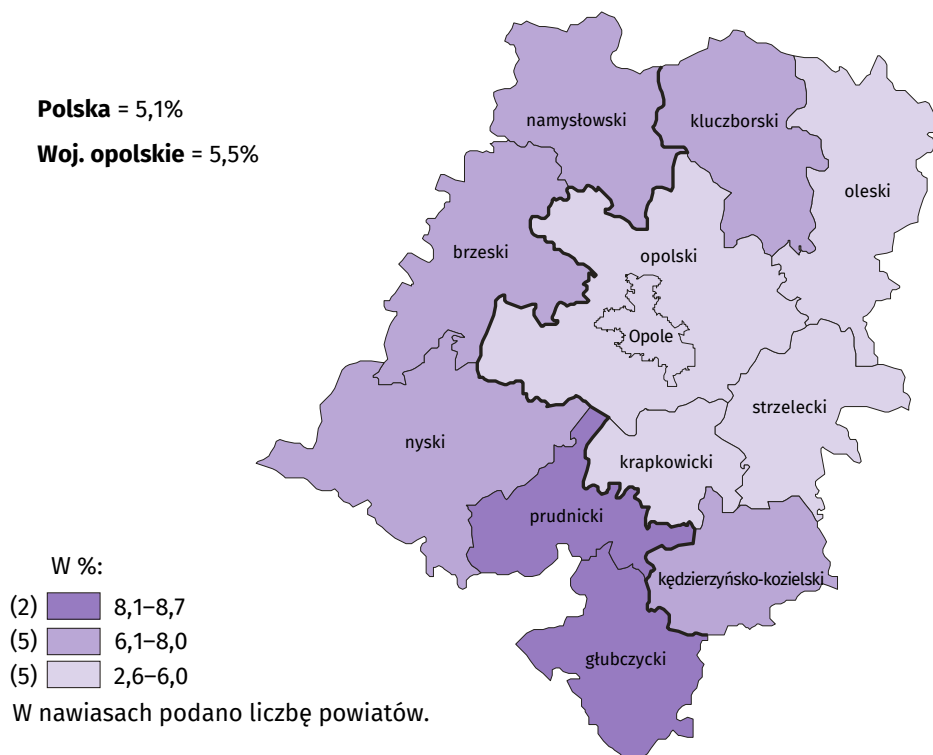 Polska = 5,1%
Woj. opolskie = 5,5%
namysłowski
kluczborski
oleski
brzeski
opolski
Opole
strzelecki
nyski
krapkowicki
prudnicki
kędzierzyńsko-kozielski
głubczycki
W %:
(2) 8,1–8,7
(5) 6,1–8,0
(5) 2,6–6,0
W nawiasach podano liczbę powiatów.